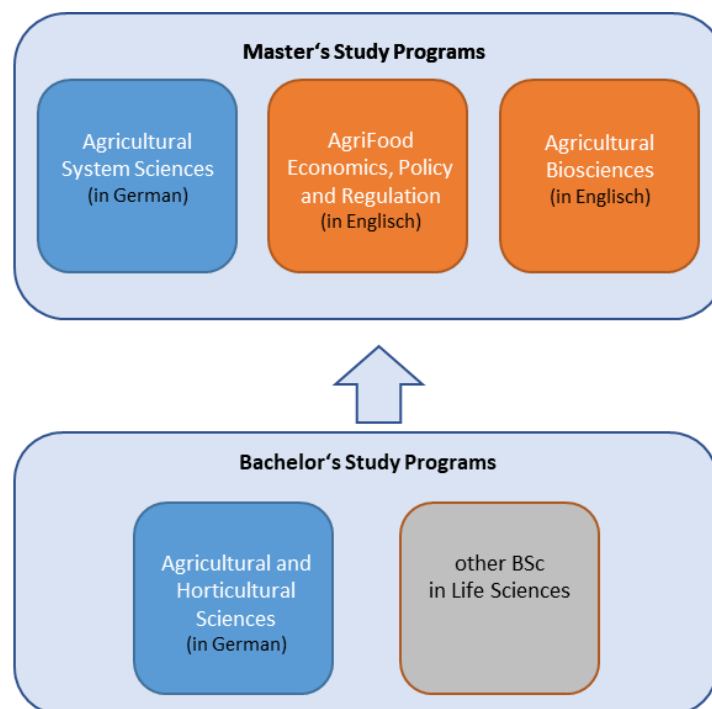 Master‘s Study Programs
Agricultural
System Sciences
(in German)
AgriFood
Economics, Policy
and Regulation
(in Englisch)
Agricultural
Biosciences
(in Englisch)
Bachelor‘s Study Programs
Agricultural and
Horticultural
Sciences
(in German)
other BSc
in Life Sciences